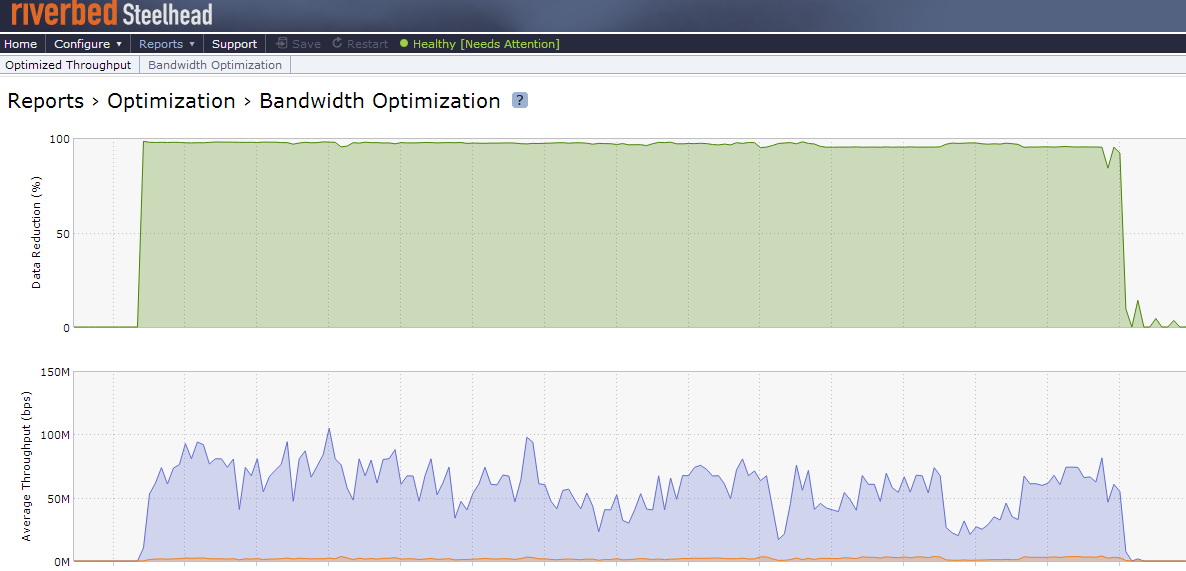 riverbed Steelhead
Home Configure ▾ Reports ▾ Support Save Restart Healthy [Needs Attention]
Optimized Throughput Bandwidth Optimization
Reports › Optimization › Bandwidth Optimization ?
100
Data Reduction (%)
50
0
150M
100M
Average Throughput (bps)
50M
0M